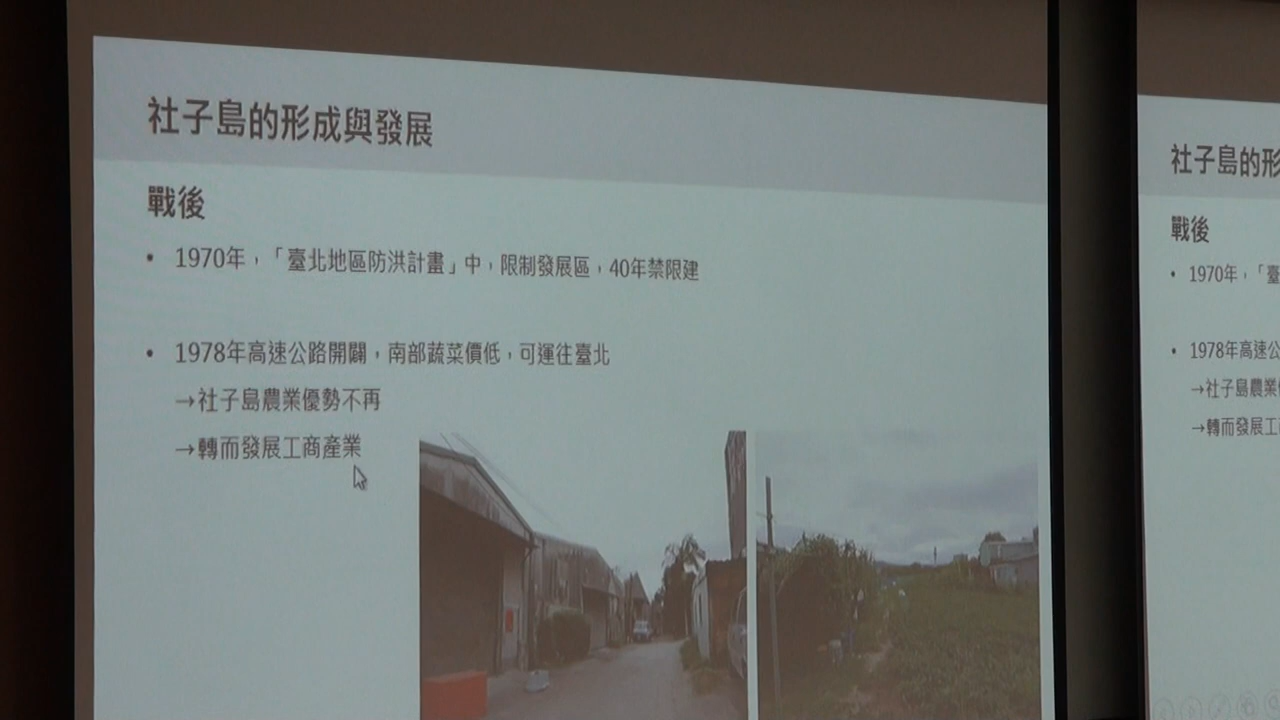 社子島的形成與發展
戰後
• 1970年，「臺北地區防洪計畫」中，限制發展區，40年禁限建
• 1978年高速公路開闢，南部蔬菜價低，可運往臺北
→社子島農業優勢不再
→轉而發展工商產業
社子島的形
戰後
• 1970年，「臺
• 1978年高速公
→社子島農業
→轉而發展工